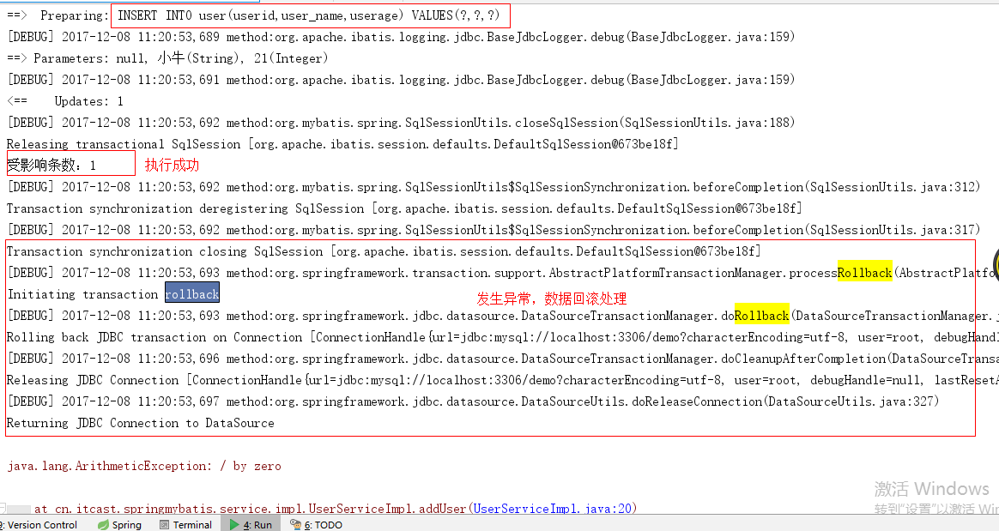 ==>  Preparing: INSERT INTO user(userid,user_name,userage) VALUES(?,?,?)
[DEBUG] 2017-12-08 11:20:53,689 method:org.apache.ibatis.logging.jdbc.BaseJdbcLogger.debug(BaseJdbcLogger.java:159)
==> Parameters: null, 小牛(String), 21(Integer)
[DEBUG] 2017-12-08 11:20:53,691 method:org.apache.ibatis.logging.jdbc.BaseJdbcLogger.debug(BaseJdbcLogger.java:159)
<==    Updates: 1
[DEBUG] 2017-12-08 11:20:53,692 method:org.mybatis.spring.SqlSessionUtils.closeSqlSession(SqlSessionUtils.java:188)
Releasing transactional SqlSession [org.apache.ibatis.session.defaults.DefaultSqlSession@673be18f]
受影响条数: 1 执行成功
[DEBUG] 2017-12-08 11:20:53,692 method:org.mybatis.spring.SqlSessionUtils$SqlSessionSynchronization.beforeCompletion(SqlSessionUtils.java:312)
Transaction synchronization deregistering SqlSession [org.apache.ibatis.session.defaults.DefaultSqlSession@673be18f]
[DEBUG] 2017-12-08 11:20:53,692 method:org.mybatis.spring.SqlSessionUtils$SqlSessionSynchronization.beforeCompletion(SqlSessionUtils.java:317)
Transaction synchronization closing SqlSession [org.apache.ibatis.session.defaults.DefaultSqlSession@673be18f]
[DEBUG] 2017-12-08 11:20:53,693 method:org.springframework.transaction.support.AbstractPlatformTransactionManager.processRollback(AbstractPlatfo
Initiating transaction rollback
发生异常，数据回滚处理
[DEBUG] 2017-12-08 11:20:53,693 method:org.springframework.jdbc.datasource.DataSourceTransactionManager.doRollback(DataSourceTransactionManager.j
Rolling back JDBC transaction on Connection [ConnectionHandle{url=jdbc:mysql://localhost:3306/demo?characterEncoding=utf-8, user=root, debugHandl
[DEBUG] 2017-12-08 11:20:53,696 method:org.springframework.jdbc.datasource.DataSourceTransactionManager.doCleanupAfterCompletion(DataSourceTransa
Releasing JDBC Connection [ConnectionHandle{url=jdbc:mysql://localhost:3306/demo?characterEncoding=utf-8, user=root, debugHandle=null, lastResetA
[DEBUG] 2017-12-08 11:20:53,697 method:org.springframework.jdbc.datasource.DataSourceUtils.doReleaseConnection(DataSourceUtils.java:327)
Returning JDBC Connection to DataSource
java.lang.ArithmeticException: / by zero
激活 Windows
转到"设置"以激活 Win
at cn.itcast.springmybatis.service.impl.UserServiceImpl.addUser(UserServiceImpl.java:20)
9: Version Control Spring Terminal 4: Run 6: TODO